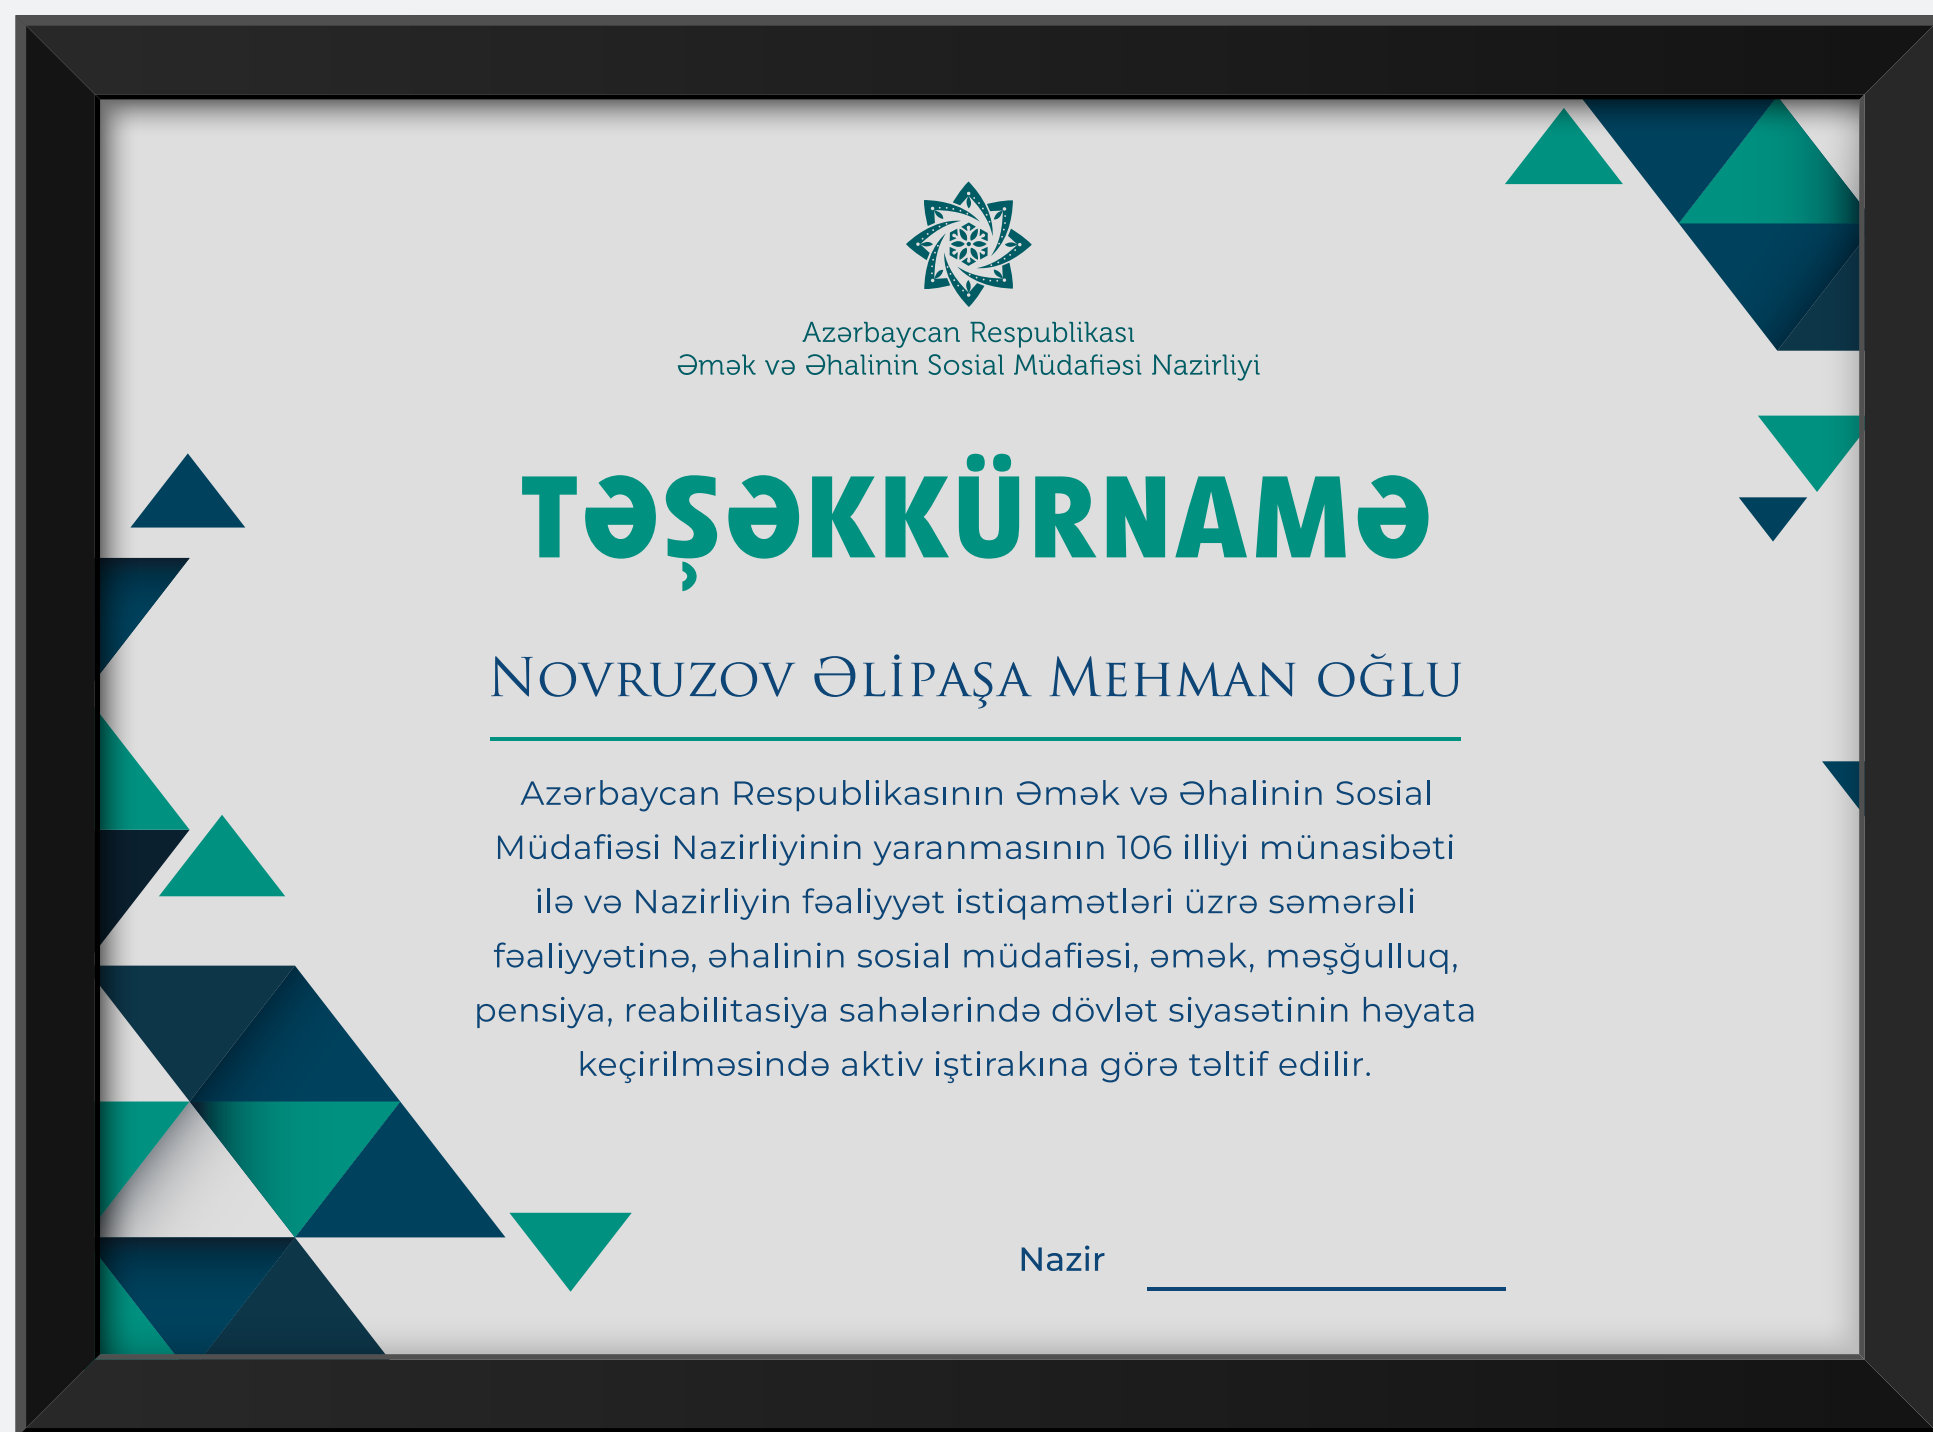 Azərbaycan Respublikası
Əmək və Əhalinin Sosial Müdafiəsi Nazirliyi
TƏŞƏKKÜRNAMƏ
Novruzov Əlİpaşa Mehman oğlu
Azərbaycan Respublikasının Əmək və Əhalinin Sosial
Müdafiəsi Nazirliyinin yaranmasının 106 illiyi münasibəti
ilə və Nazirliyin fəaliyyət istiqamətləri üzrə səmərəli
fəaliyyətinə, əhalinin sosial müdafiəsi, əmək, məşğulluq,
pensiya, reabilitasiya sahələrində dövlət siyasətinin həyata
keçirilməsində aktiv iştirakına görə təltif edilir.
Nazir